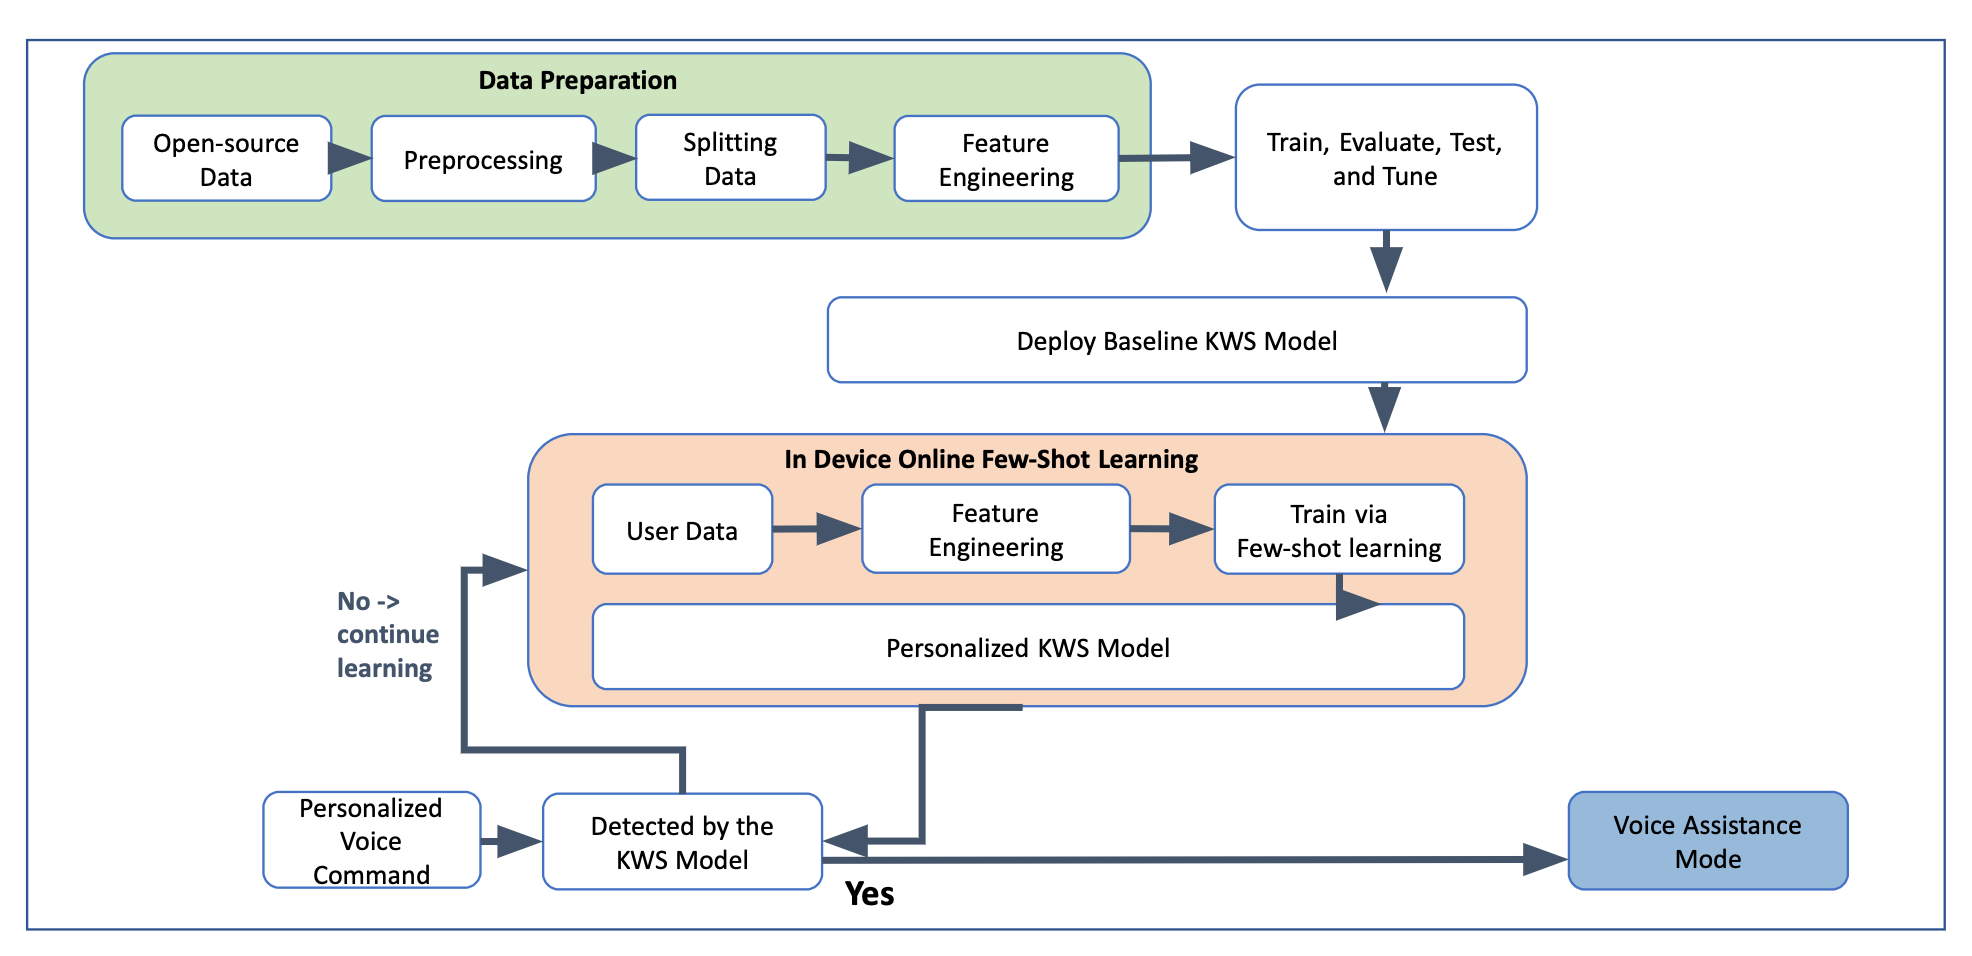 Data Preparation
Open-source
Data
Preprocessing
Splitting
Data
Feature
Engineering
Train, Evaluate, Test,
and Tune
Deploy Baseline KWS Model
In Device Online Few-Shot Learning
User Data
Feature
Engineering
Train via
Few-shot learning
Personalized KWS Model
No ->
continue
learning
Personalized
Voice
Command
Detected by the
KWS Model
Yes
Voice Assistance
Mode